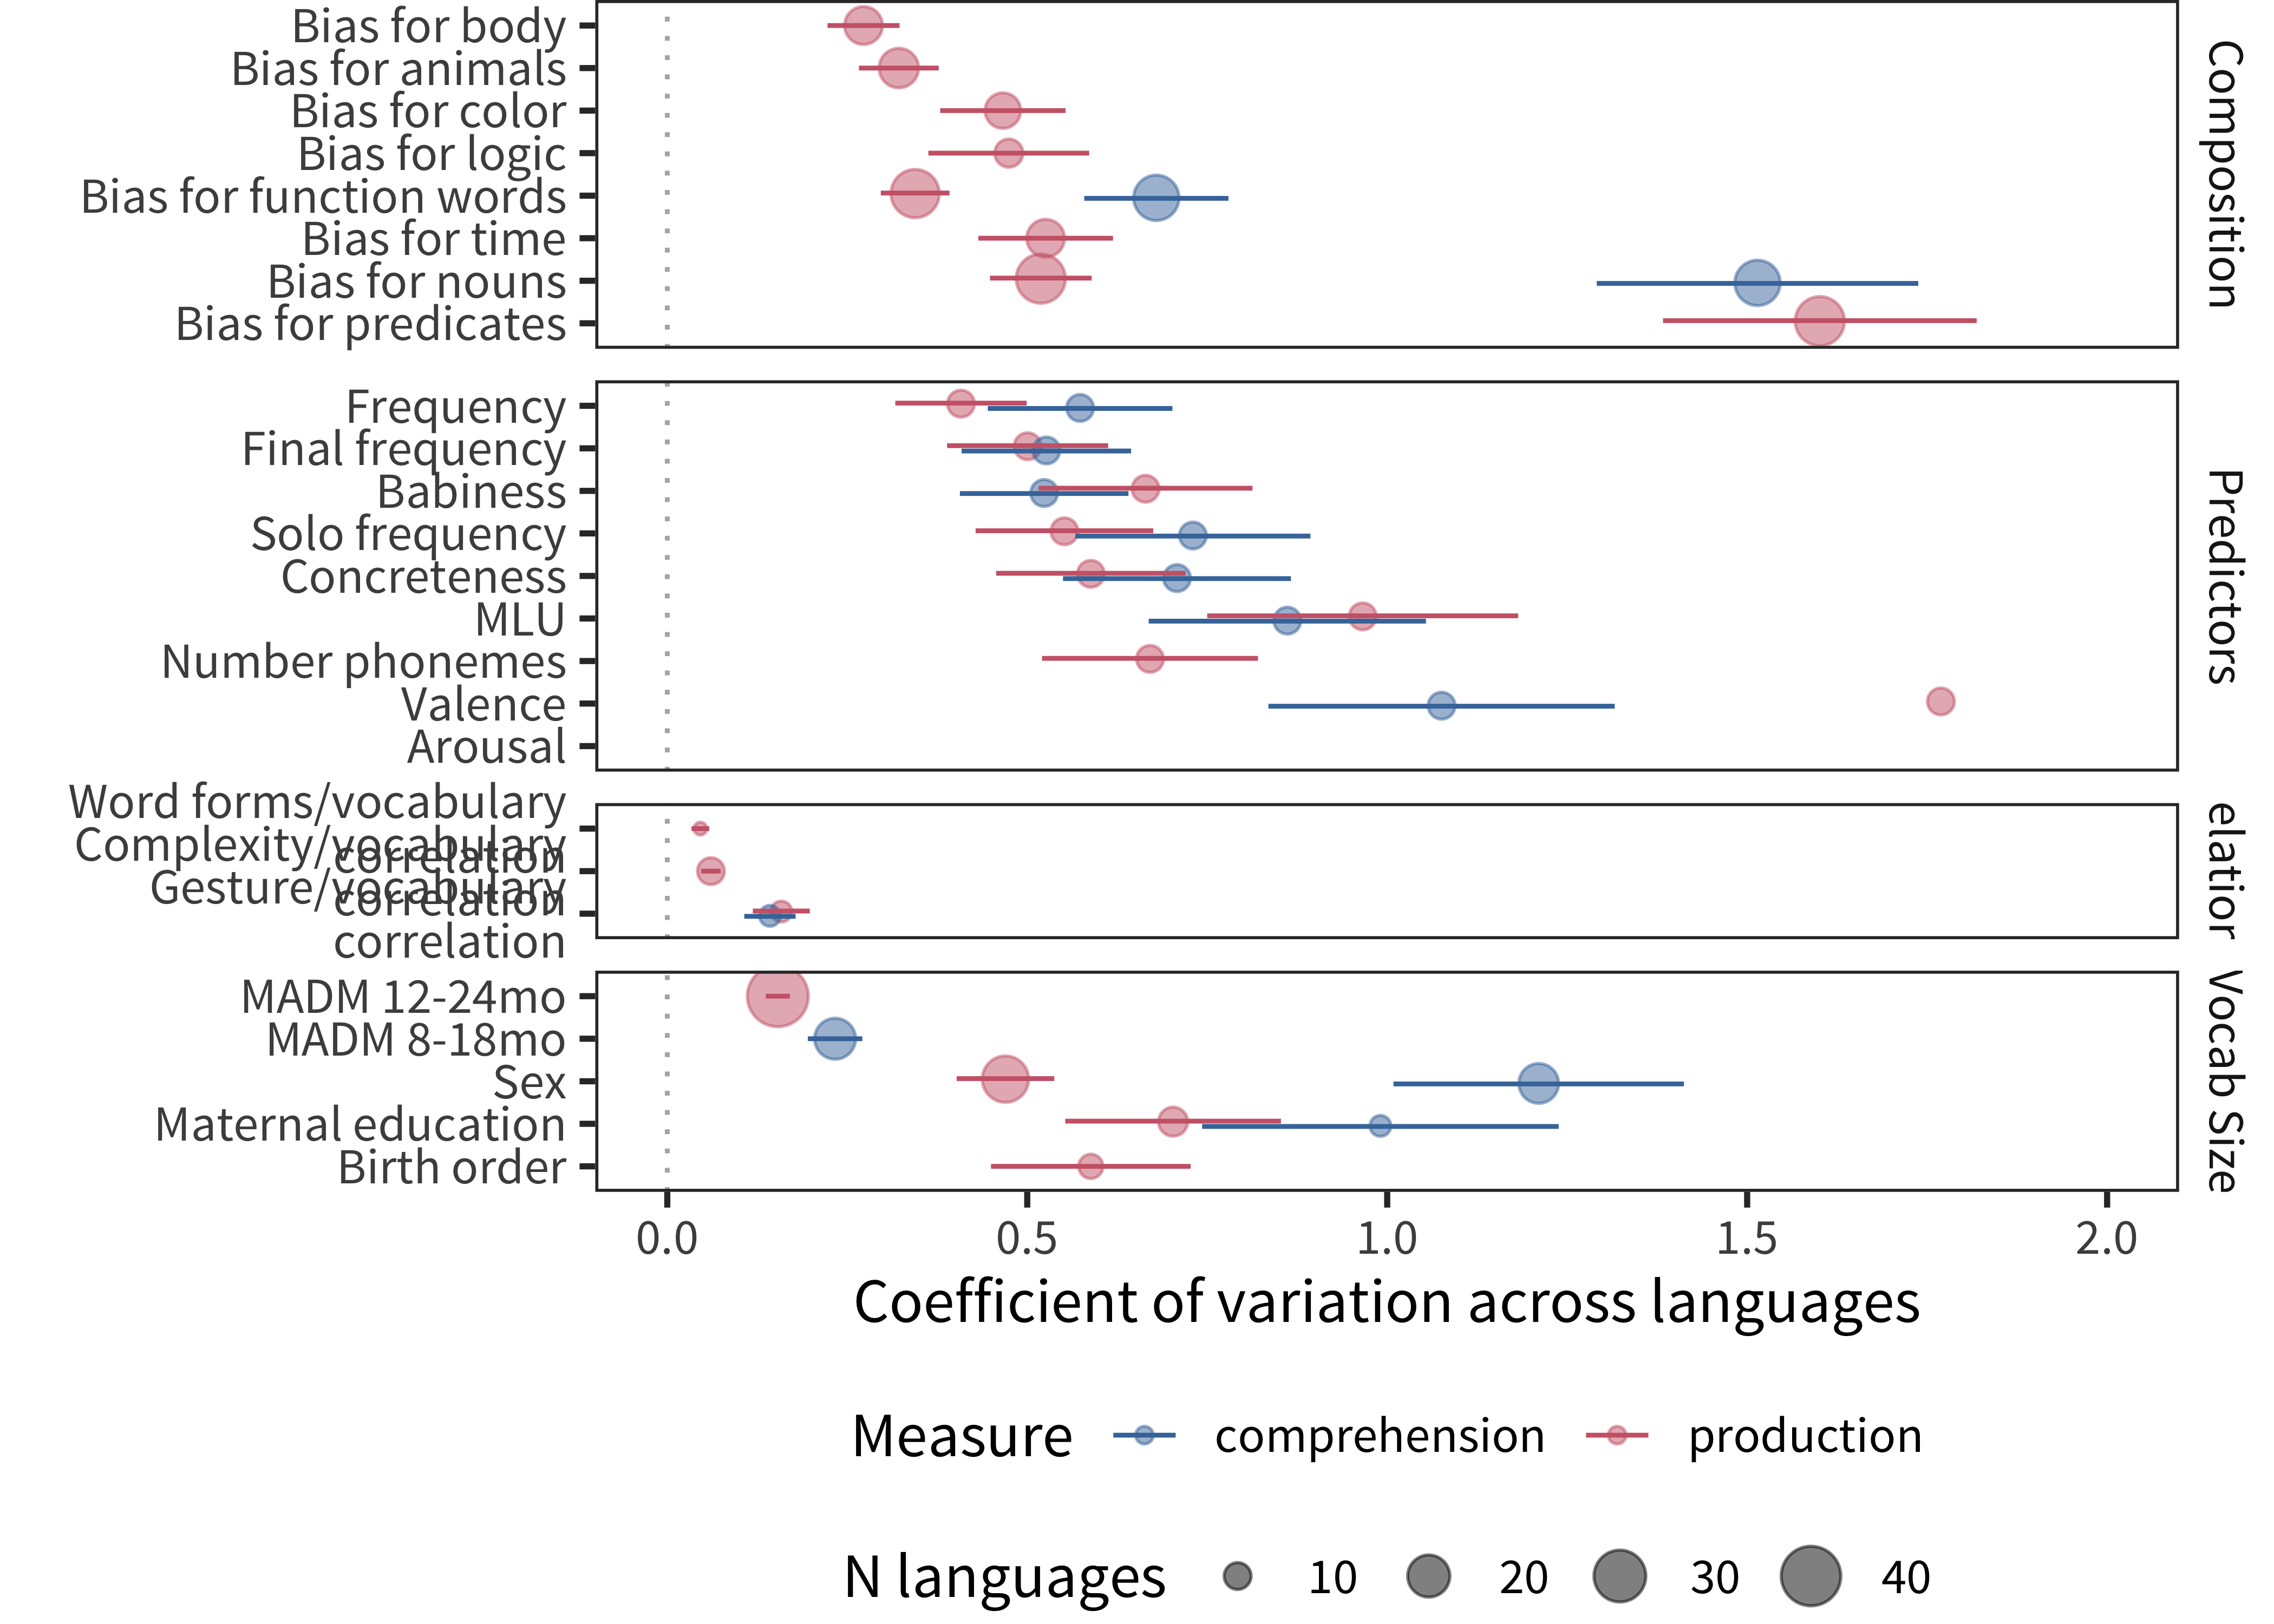 Bias for body
Bias for animals
Bias for color
Bias for logic
Bias for function words
Bias for time
Bias for nouns
Bias for predicates
Composition
Frequency
Final frequency
Babiness
Solo frequency
Concreteness
MLU
Number phonemes
Valence
Arousal
Predictors
Word forms/vocabulary
correlation
Complexity/vocabulary
correlation
Gesture/vocabulary
correlation
elation
MADM 12-24mo
MADM 8-18mo
Sex
Maternal education
Birth order
Vocab Size
0.0
0.5
1.0
1.5
2.0
Coefficient of variation across languages
Measure comprehension production
N languages 10 20 30 40